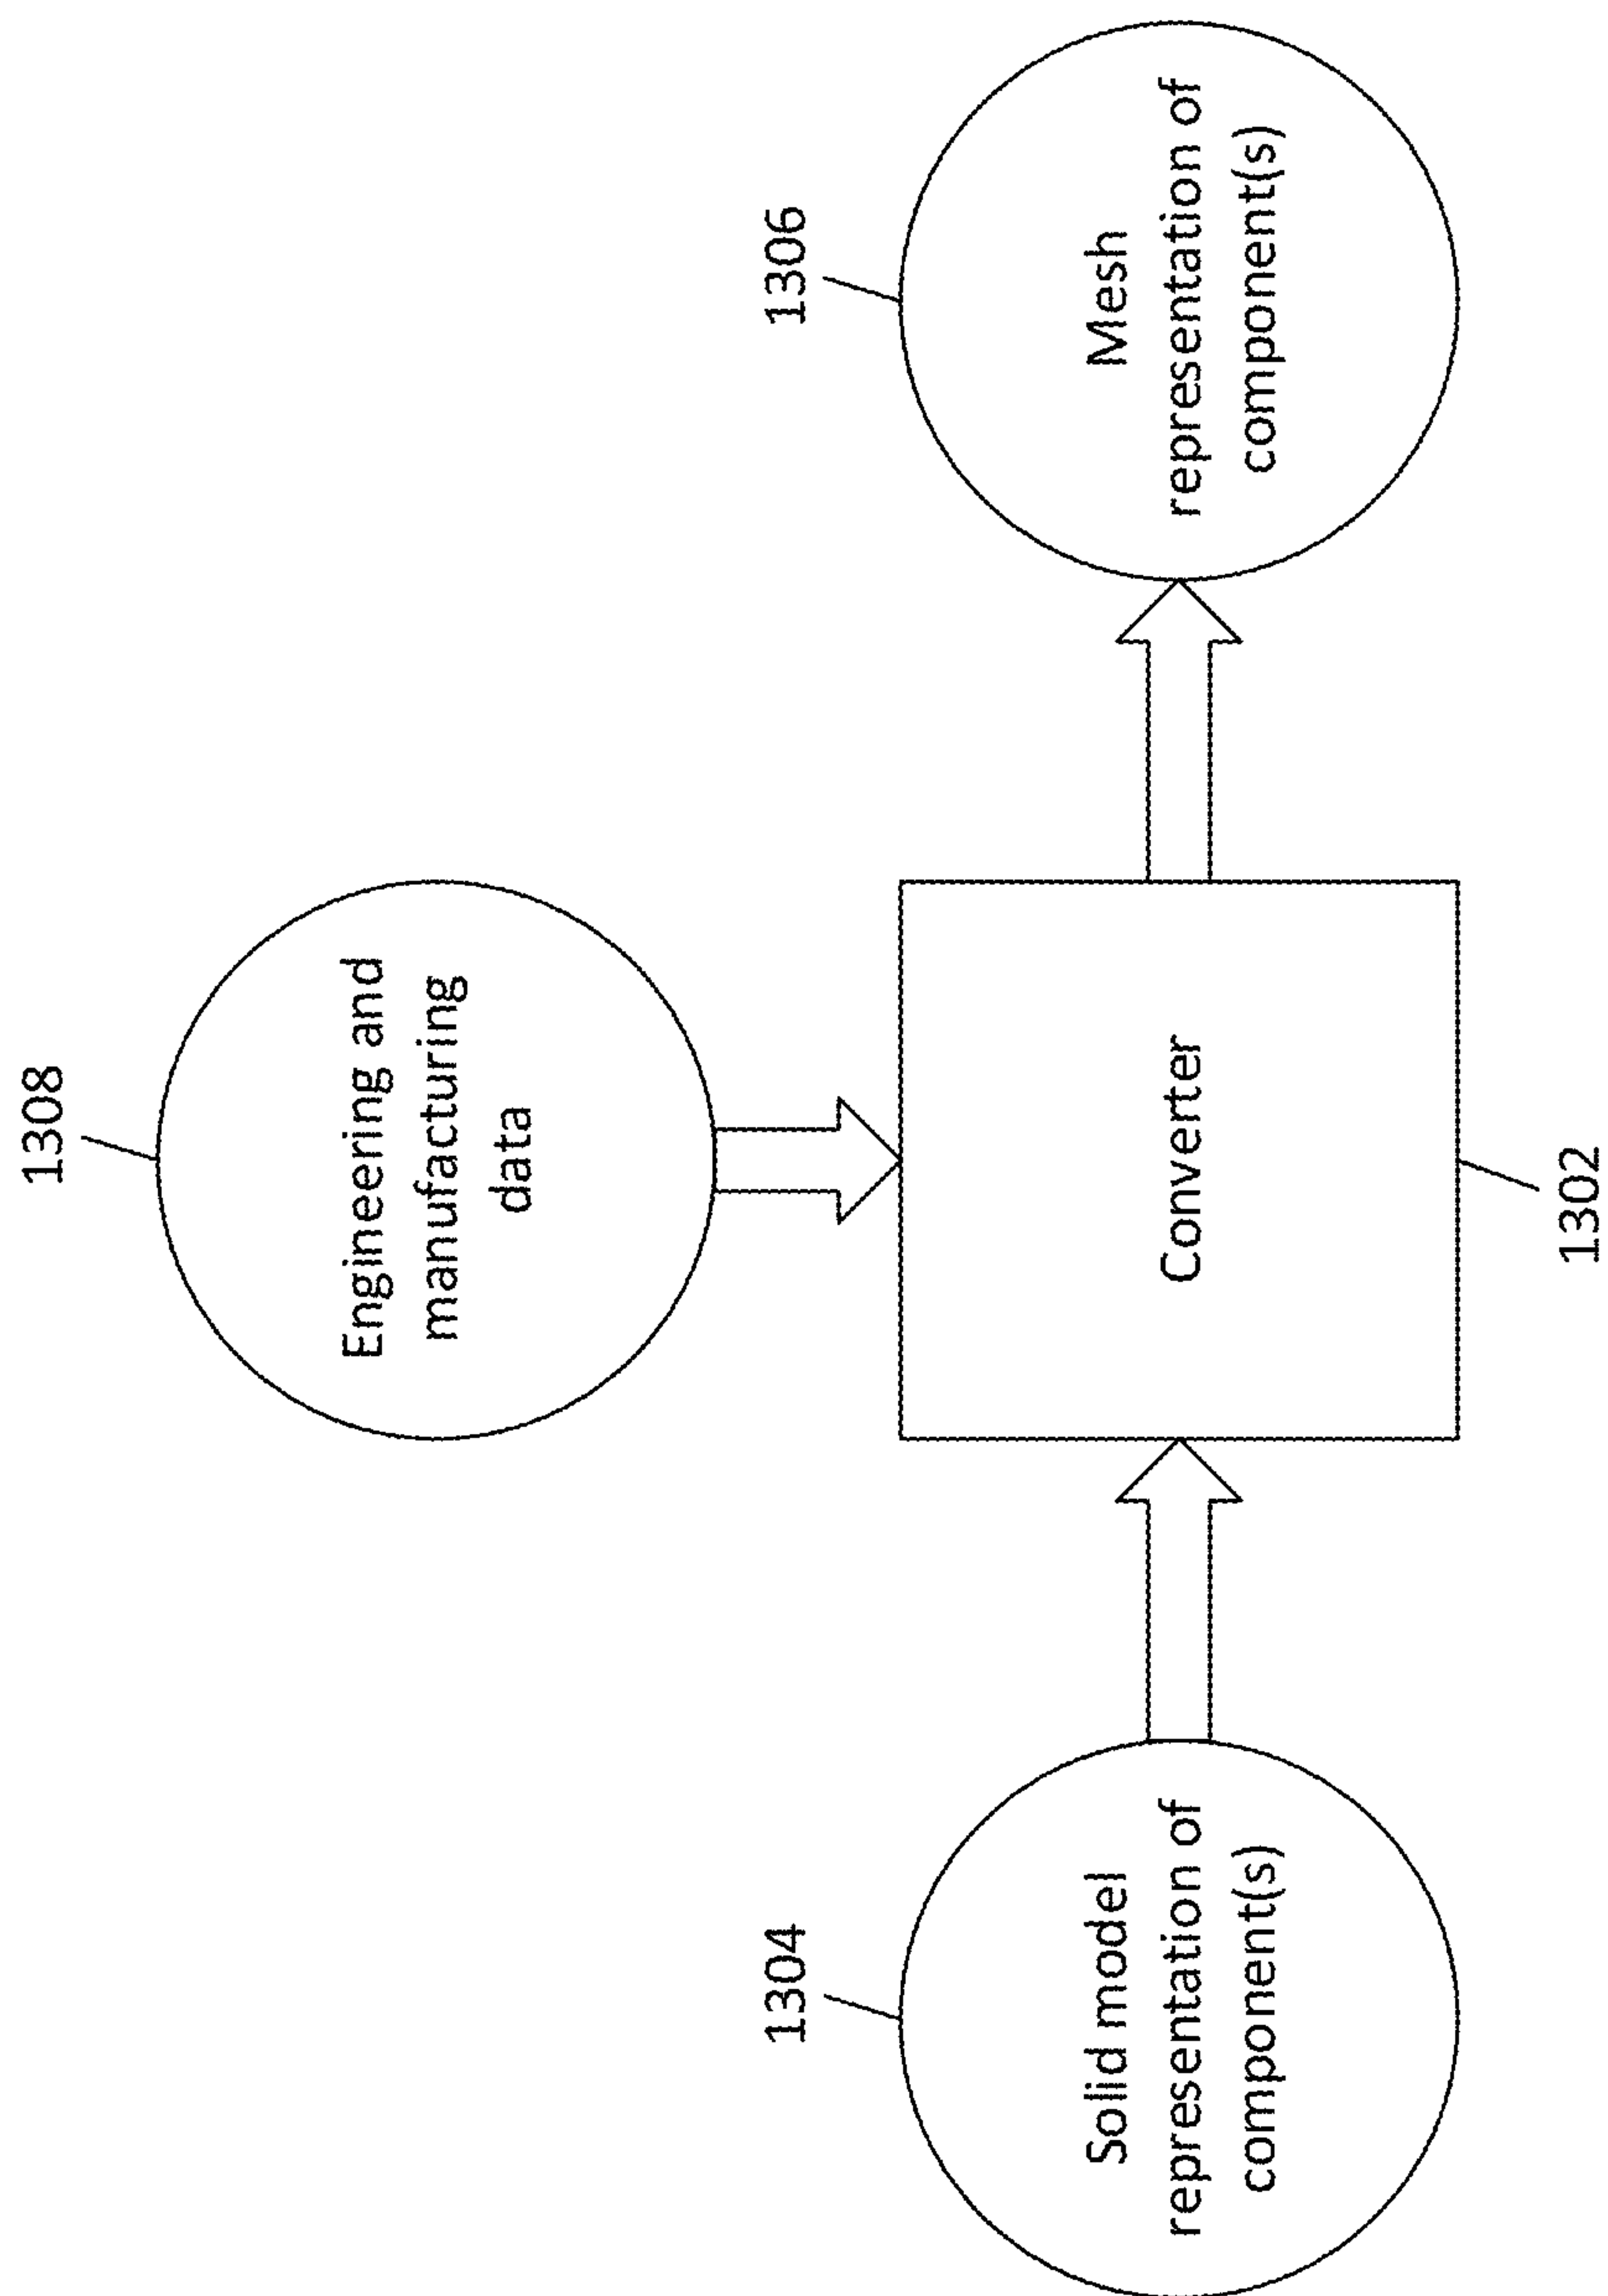 1308
Engineering and
manufacturing
data
1304
Solid model
representation of
component(s)
Converter
1302
1306
Mesh
representation of
component(s)